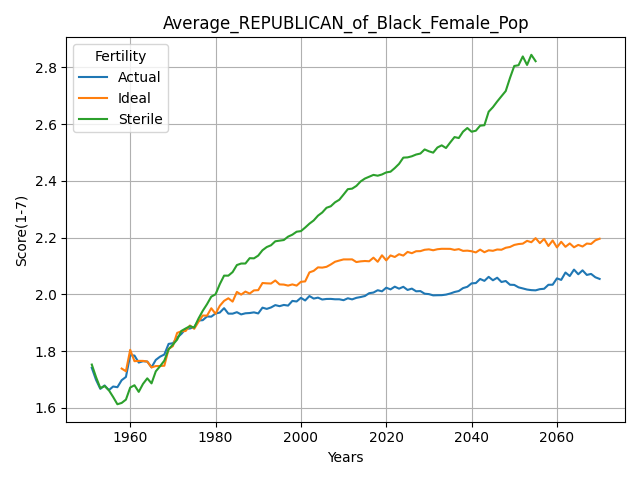 Average_REPUBLICAN_of_Black_Female_Pop
Fertility
Actual
Ideal
Sterile
Score(1-7)
2.8
2.6
2.4
2.2
2.0
1.8
1.6
1960 1980 2000 2020 2040 2060
Years